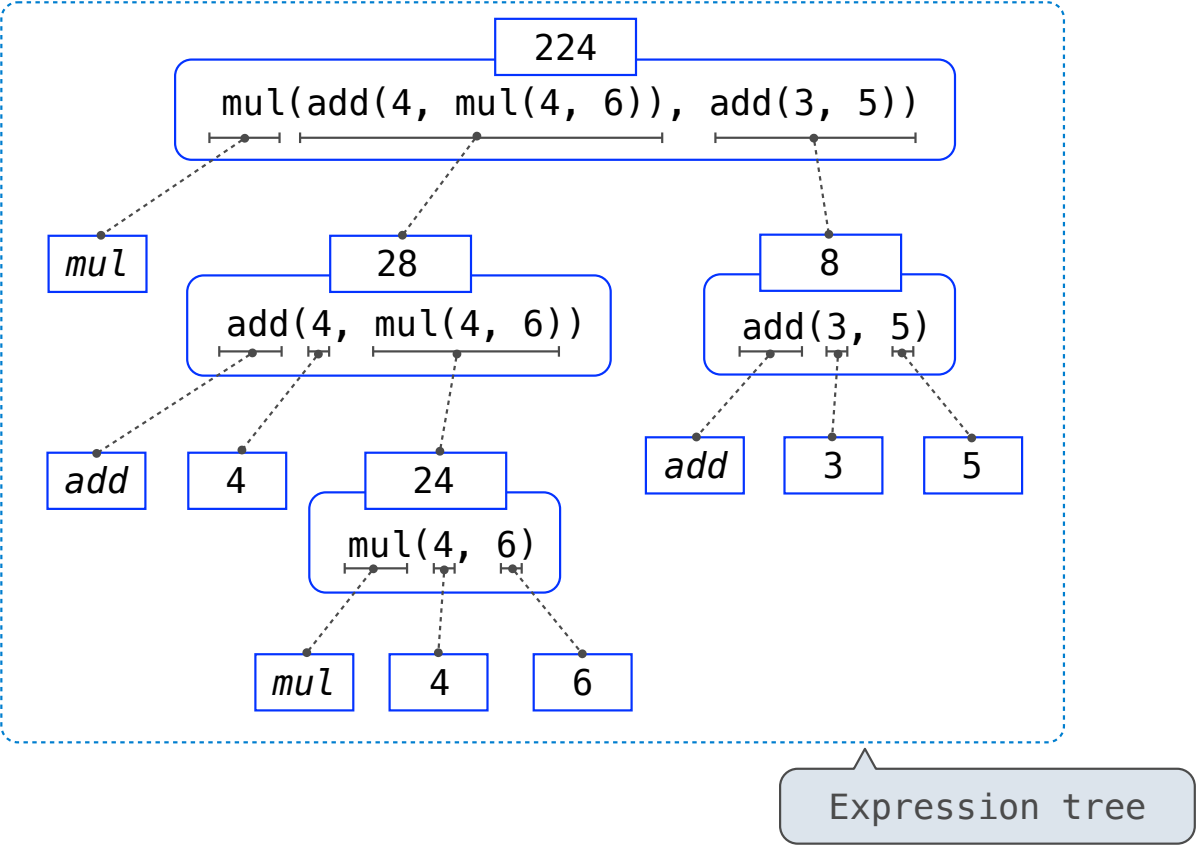 224
mul(add(4, mul(4, 6)), add(3, 5))
mul
28
8
add(4, mul(4, 6))
add(3, 5)
add
4
24
add
3
5
mul(4, 6)
mul
4
6
Expression tree